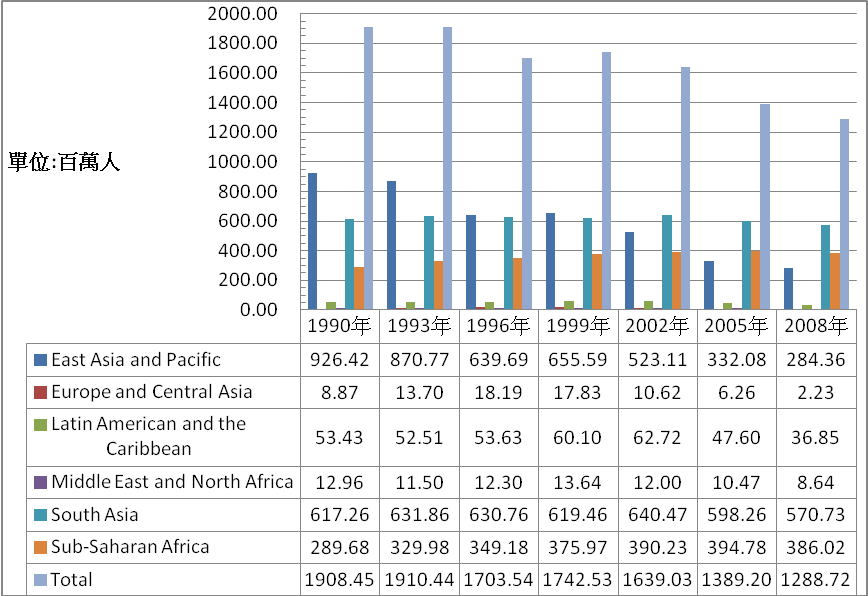 2000.00
1800.00
1600.00
1400.00
1200.00
1000.00
800.00
600.00
400.00
200.00
0.00
單位:百萬人
1990年 1993年 1996年 1999年 2002年 2005年 2008年
East Asia and Pacific 926.42 870.77 639.69 655.59 523.11 332.08 284.36
Europe and Central Asia 8.87 13.70 18.19 17.83 10.62 6.26 2.23
Latin American and the
Caribbean 53.43 52.51 53.63 60.10 62.72 47.60 36.85
Middle East and North Africa 12.96 11.50 12.30 13.64 12.00 10.47 8.64
South Asia 617.26 631.86 630.76 619.46 640.47 598.26 570.73
Sub-Saharan Africa 289.68 329.98 349.18 375.97 390.23 394.78 386.02
Total 1908.45 1910.44 1703.54 1742.53 1639.03 1389.20 1288.72